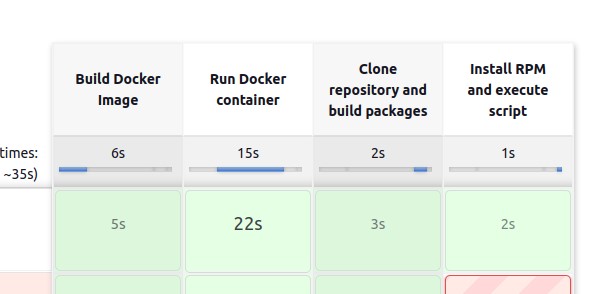 Build Docker
Image
Run Docker
container
Clone
repository and
build packages
Install RPM
and execute
script
times:
~35s)
6s
15s
2s
1s
5s
22s
3s
2s